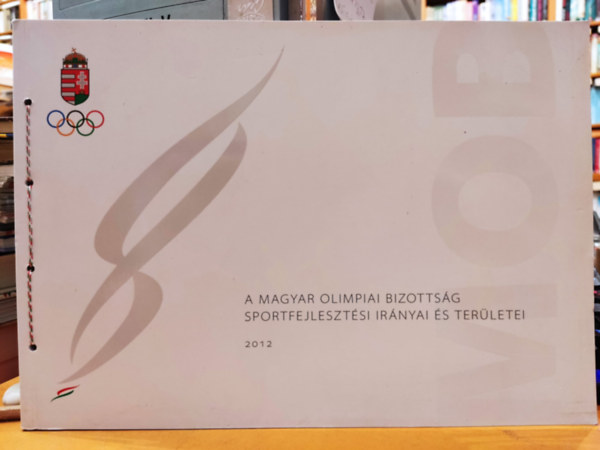 MOB
A MAGYAR OLIMPIAI BIZOTTSÁG
SPORTFEJLESZTÉSI IRÁNYAI ÉS TERÜLETEI
2012